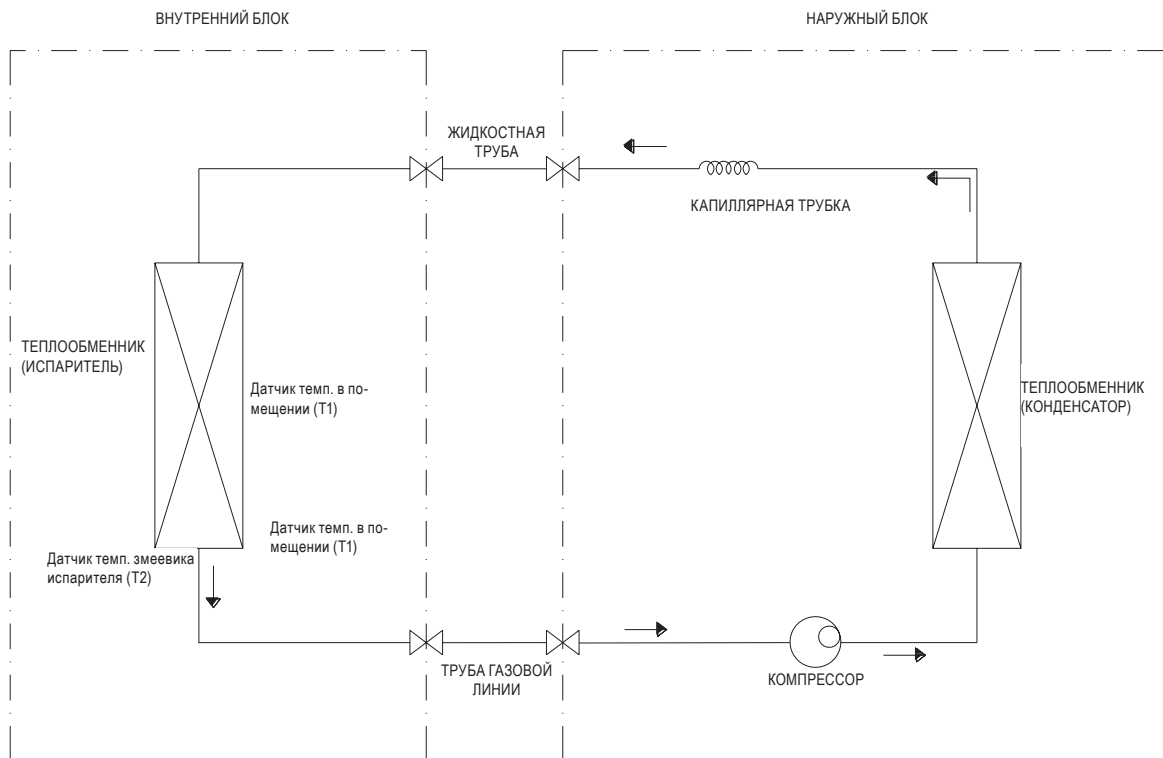 ВНУТРЕННИЙ БЛОК
НАРУЖНЫЙ БЛОК
ЖИДКОСТНАЯ
ТРУБА
КАПИЛЛЯРНАЯ ТРУБКА
ТЕПЛООБМЕННИК
(ИСПАРИТЕЛЬ)
Датчик темп. в по-
мещении (T1)
ТЕПЛООБМЕННИК
(КОНДЕНСАТОР)
Датчик темп. в по-
мещении (T1)
Датчик темп. змеевика
испарителя (T2)
ТРУБА ГАЗОВОЙ
ЛИНИИ
КОМПРЕССОР